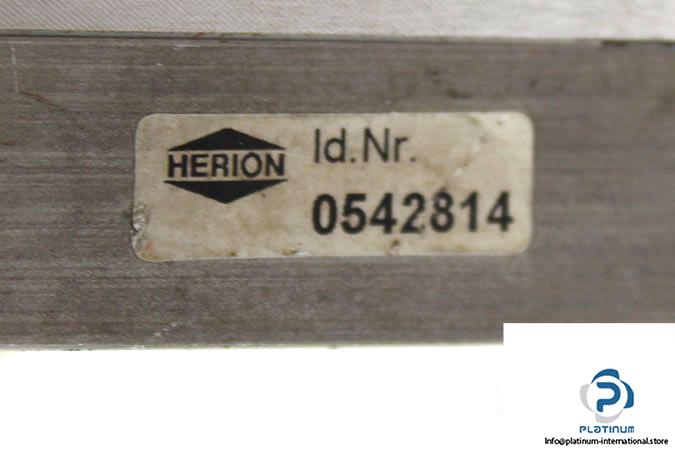 HERION
Id.Nr.
0542814
PLATINUM
Info@platinum-international.store